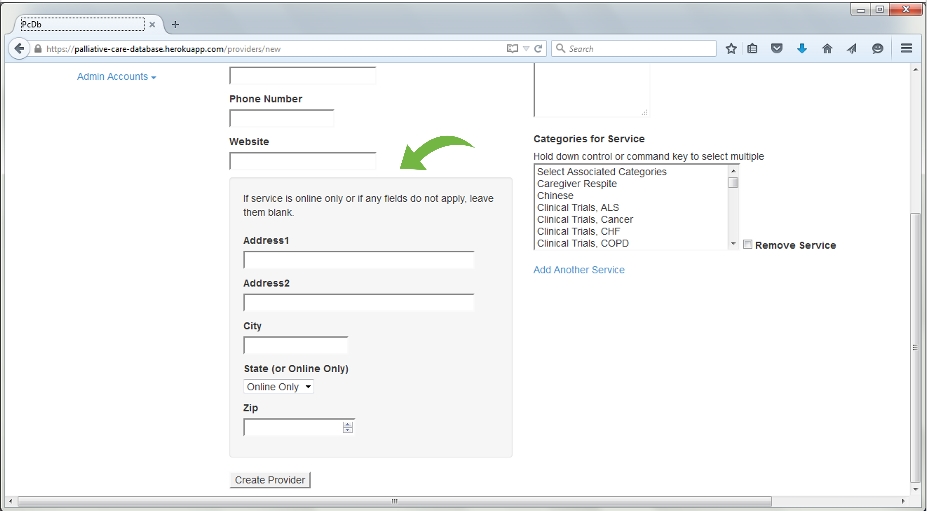 PcDb
https://palliative-care-database.herokuapp.com/providers/new
Search
Admin Accounts
Phone Number
Website
If service is online only or if any fields do not apply, leave
them blank.
Address1
Address2
City
State (or Online Only)
Online Only
Zip
Create Provider
Categories for Service
Hold down control or command key to select multiple
Select Associated Categories
Caregiver Respite
Chinese
Clinical Trials, ALS
Clinical Trials, Cancer
Clinical Trials, CHF
Clinical Trials, COPD
Remove Service
Add Another Service